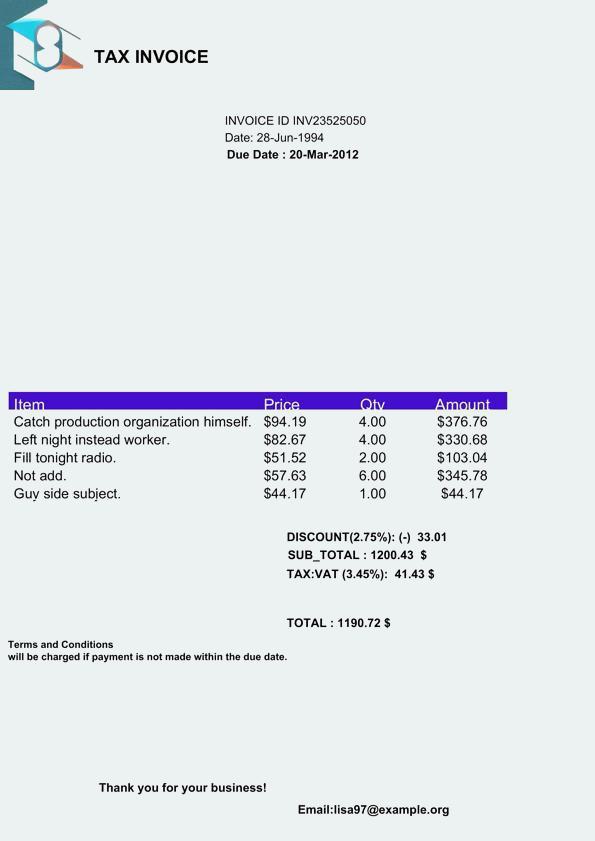 TAX INVOICE
INVOICE ID INV23525050
Date: 28-Jun-1994
Due Date : 20-Mar-2012
Item Price Qty Amount
Catch production organization himself. $94.19 4.00 $376.76
Left night instead worker. $82.67 4.00 $330.68
Fill tonight radio. $51.52 2.00 $103.04
Not add. $57.63 6.00 $345.78
Guy side subject. $44.17 1.00 $44.17
DISCOUNT(2.75%): (-) 33.01
SUB_TOTAL : 1200.43 $
TAX:VAT (3.45%): 41.43 $
TOTAL : 1190.72 $
Terms and Conditions
will be charged if payment is not made within the due date.
Thank you for your business!
Email:lisa97@example.org